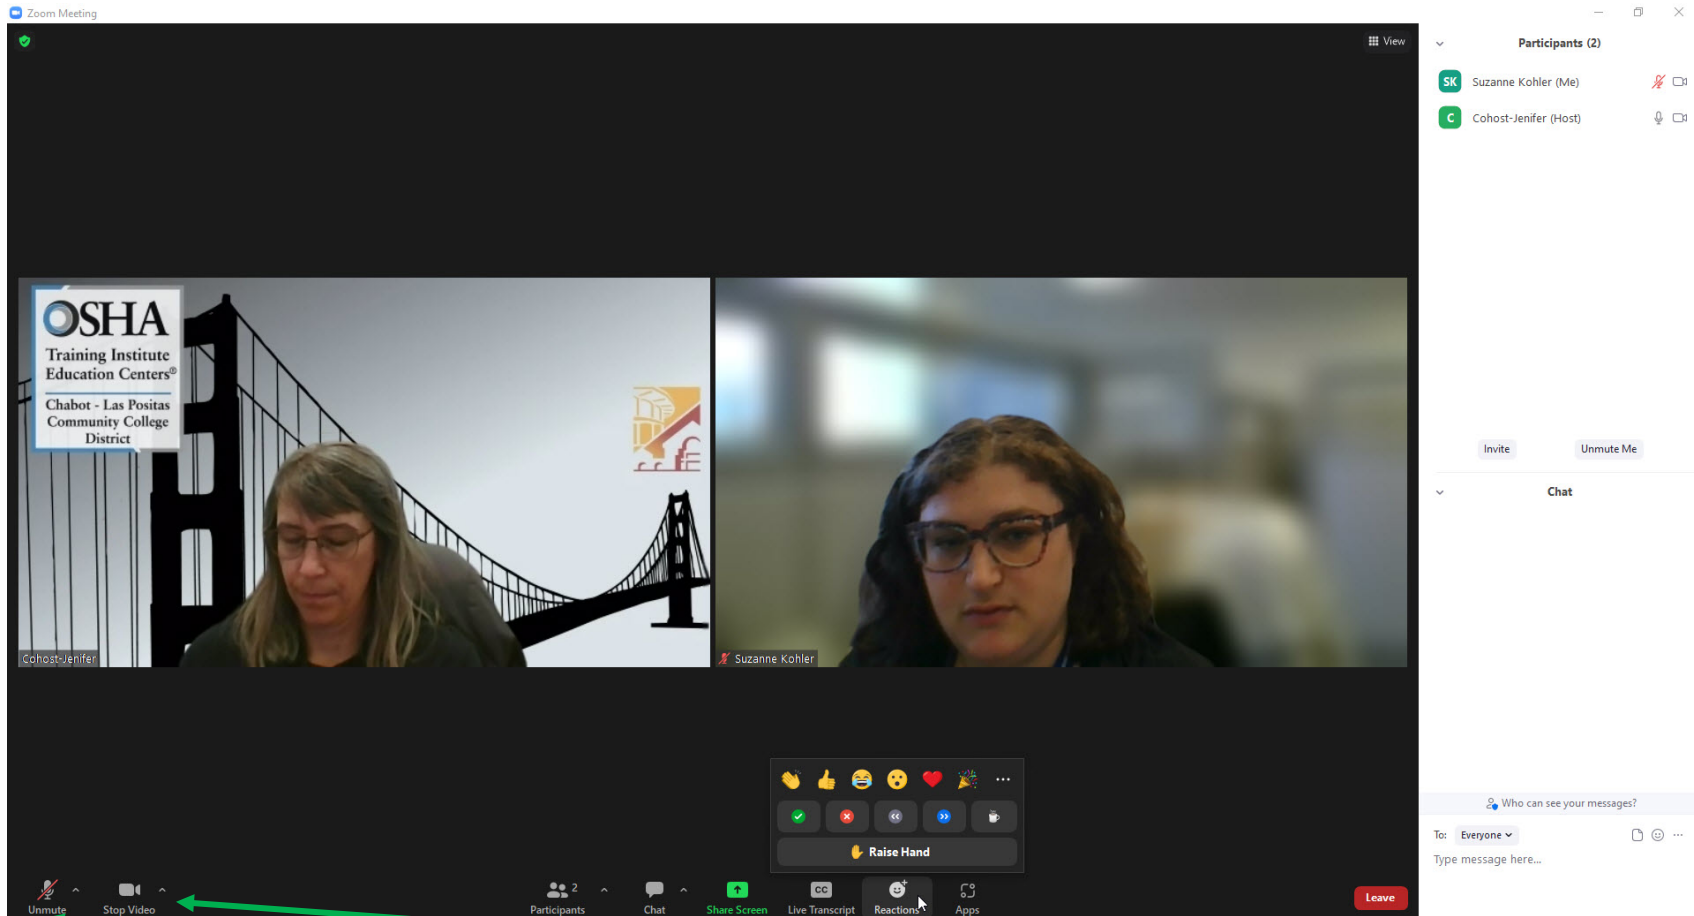 Zoom Meeting
View
Participants (2)
SK Suzanne Kohler (Me)
C Cohost-Jenifer (Host)
OSHA
Training Institute
Education Centers®
Chabot - Las Positas
Community College
District
Cohost-Jenifer
Suzanne Kohler
Invite
Unmute Me
Chat
Raise Hand
Who can see your messages?
To: Everyone
Type message here...
Unmute
Stop Video
2
Participants
Chat
Share Screen
CC
Live Transcript
Reactions
Apps
Leave